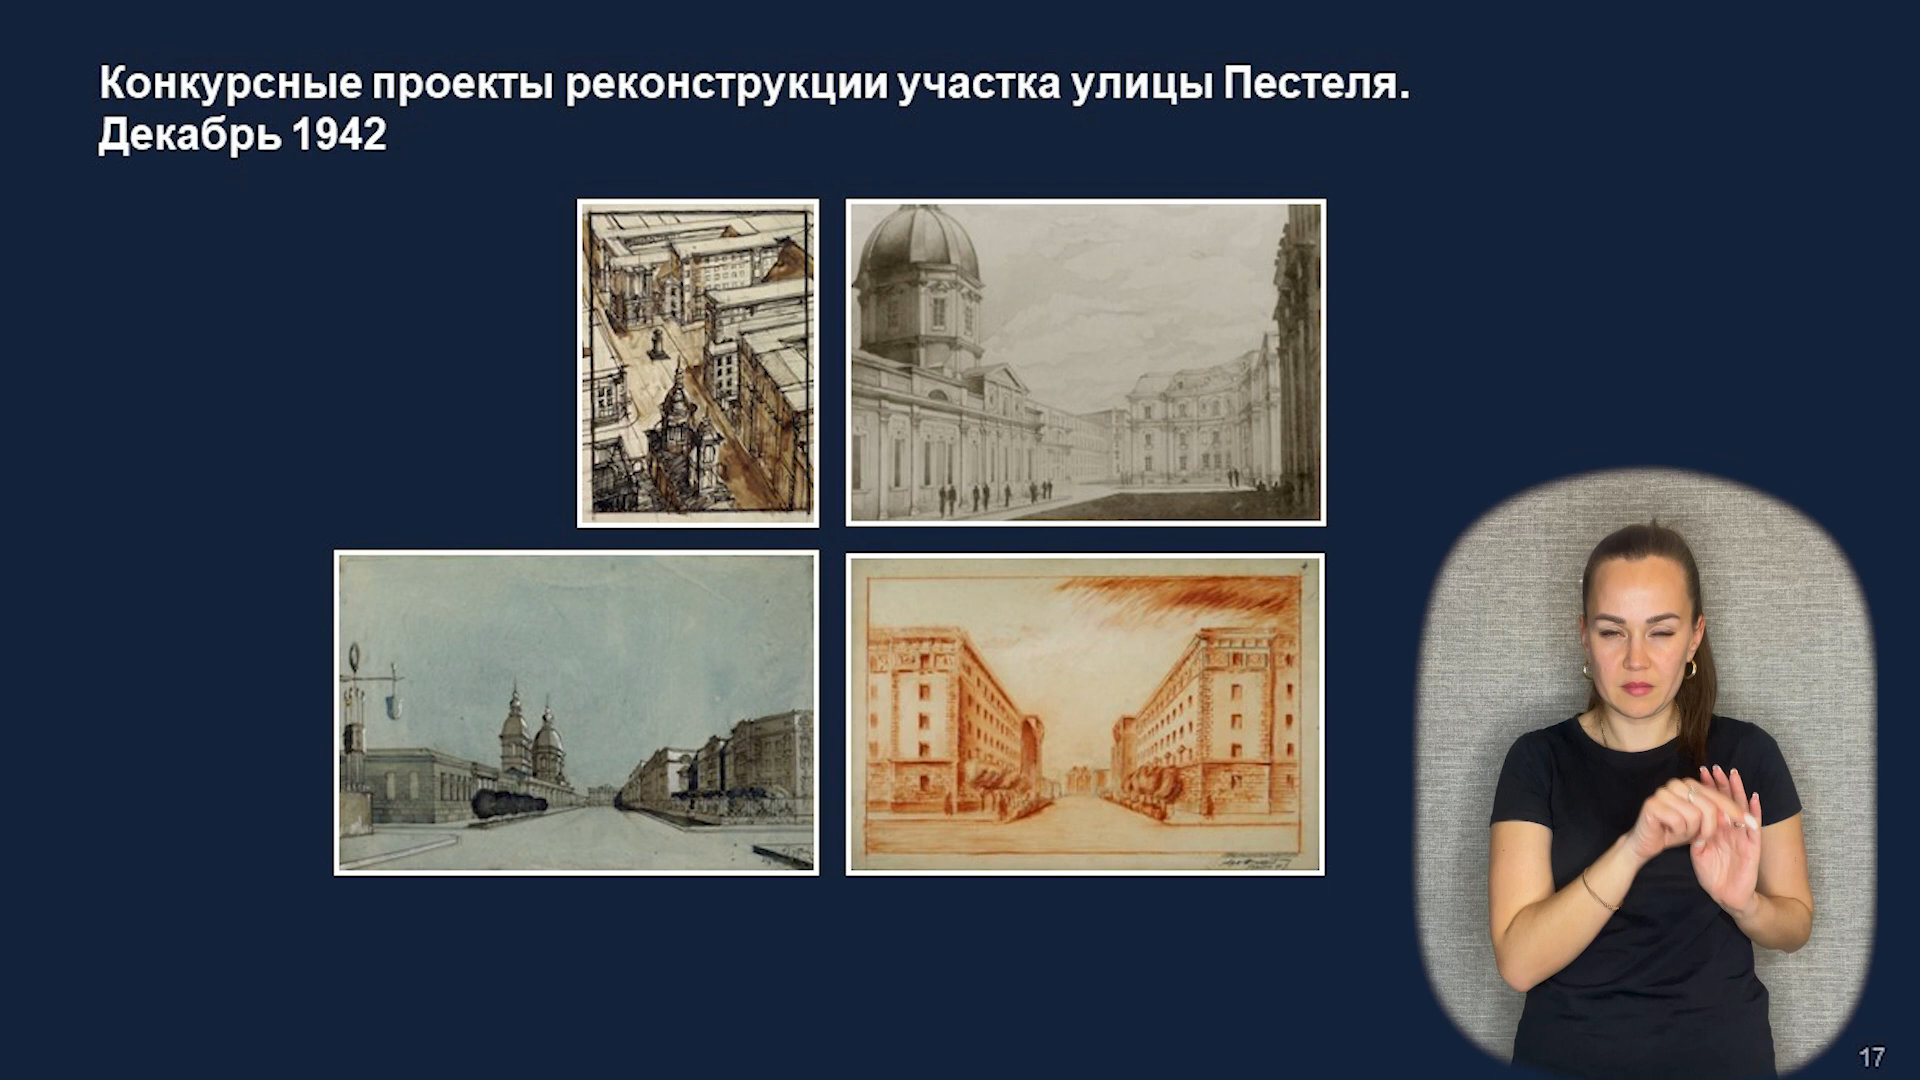 Конкурсные проекты реконструкции участка улицы Пестеля.
Декабрь 1942
17